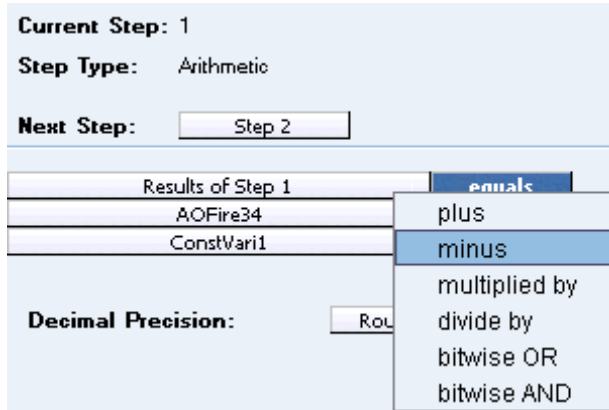 Current Step: 1
Step Type: Arithmetic
Next Step: Step 2
Results of Step 1 equals
AOFire34
ConstVari1
plus
minus
multiplied by
divide by
bitwise OR
bitwise AND
Decimal Precision: Rou